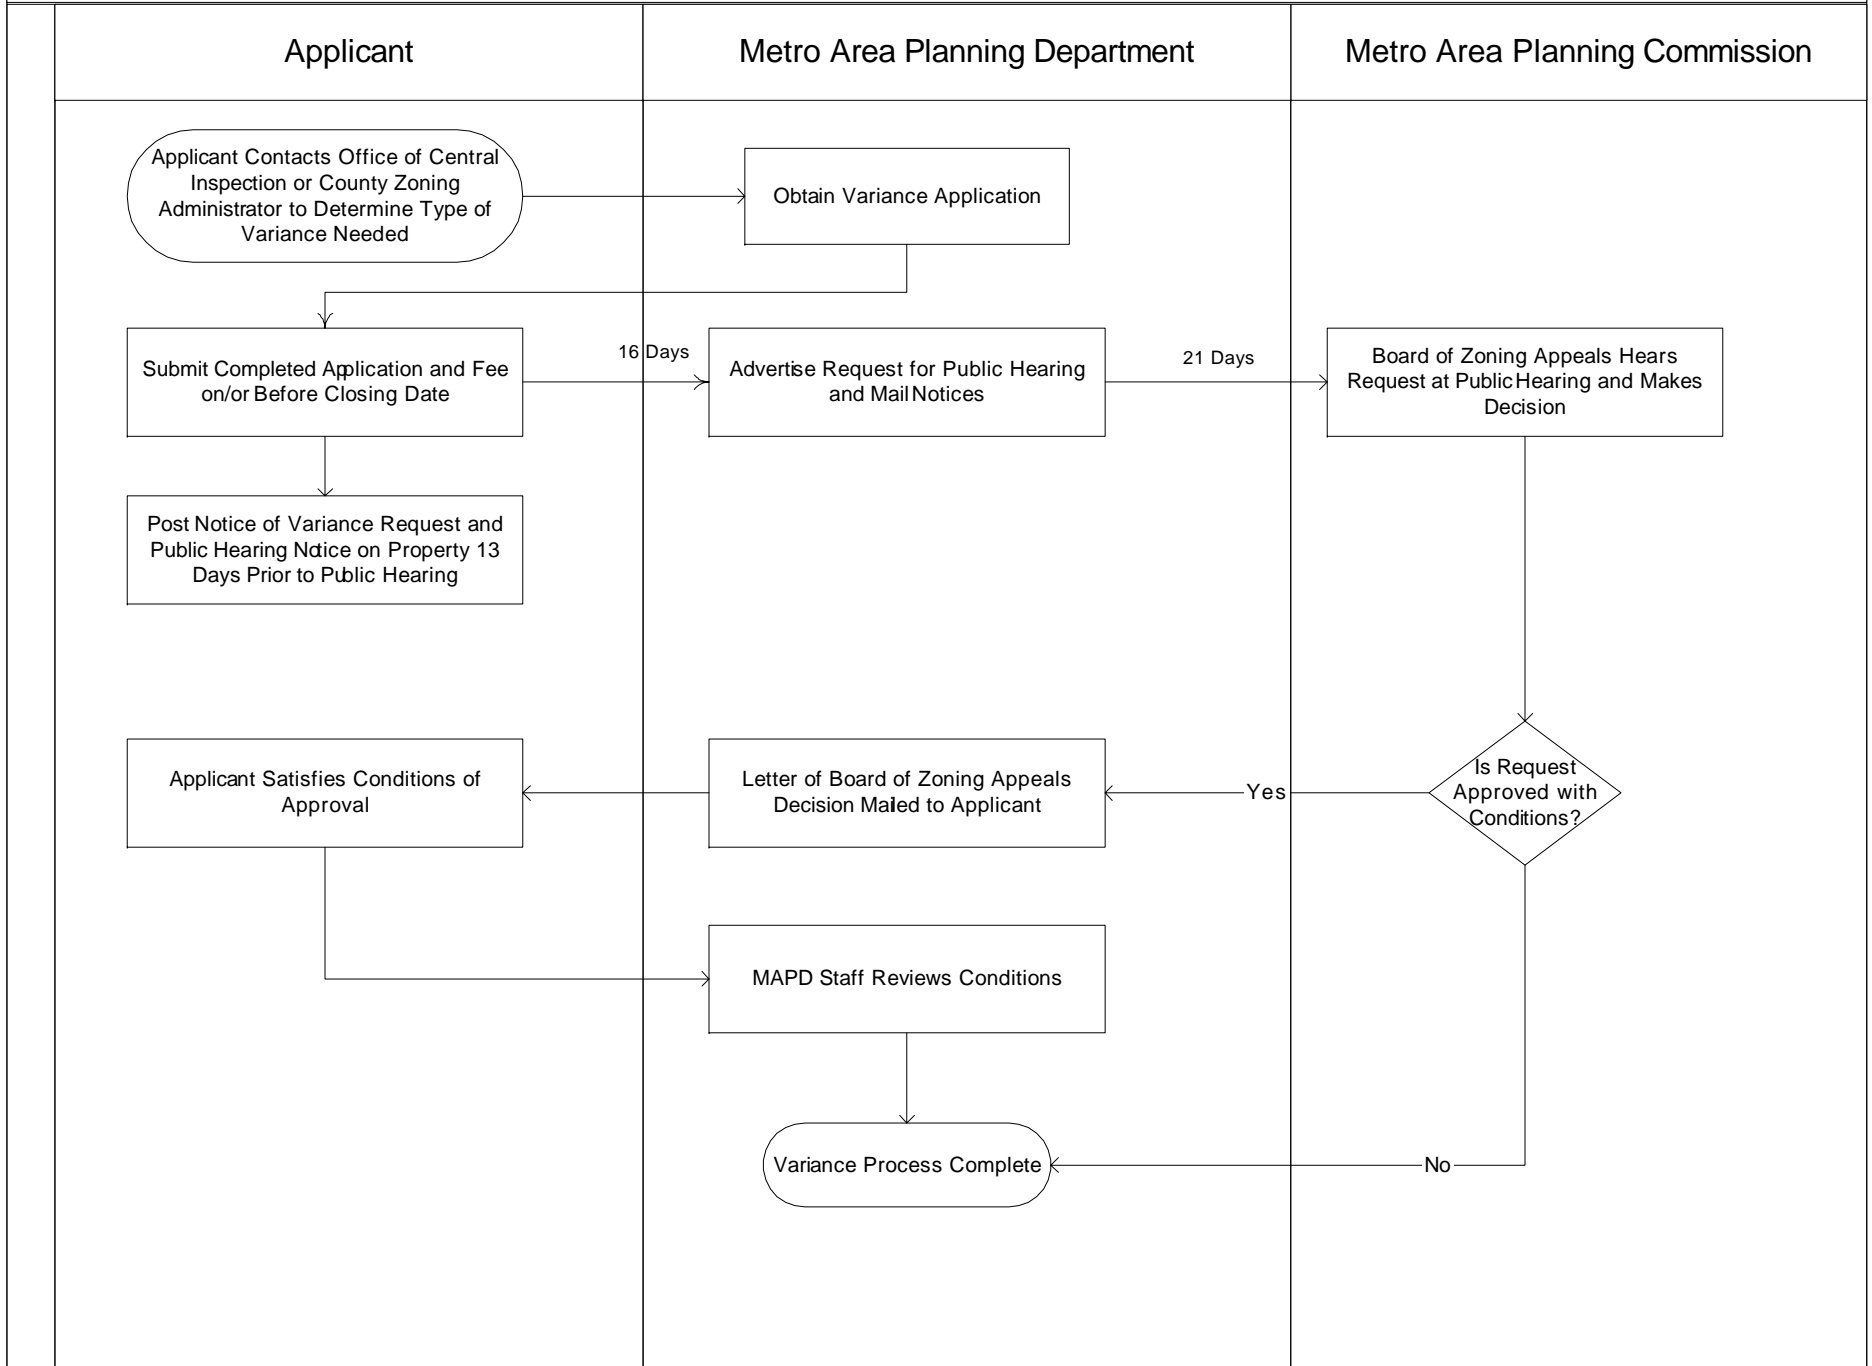 Applicant
Metro Area Planning Department
Metro Area Planning Commission
Applicant Contacts Office of Central
Inspection or County Zoning
Administrator to Determine Type of
Variance Needed
Obtain Variance Application
Submit Completed Application and Fee
on/or Before Closing Date
16 Days
Advertise Request for Public Hearing
and Mail Notices
21 Days
Board of Zoning Appeals Hears
Request at Public Hearing and Makes
Decision
Post Notice of Variance Request and
Public Hearing Notice on Property 13
Days Prior to Public Hearing
Applicant Satisfies Conditions of
Approval
Letter of Board of Zoning Appeals
Decision Mailed to Applicant
Yes
Is Request
Approved with
Conditions?
MAPD Staff Reviews Conditions
Variance Process Complete
No